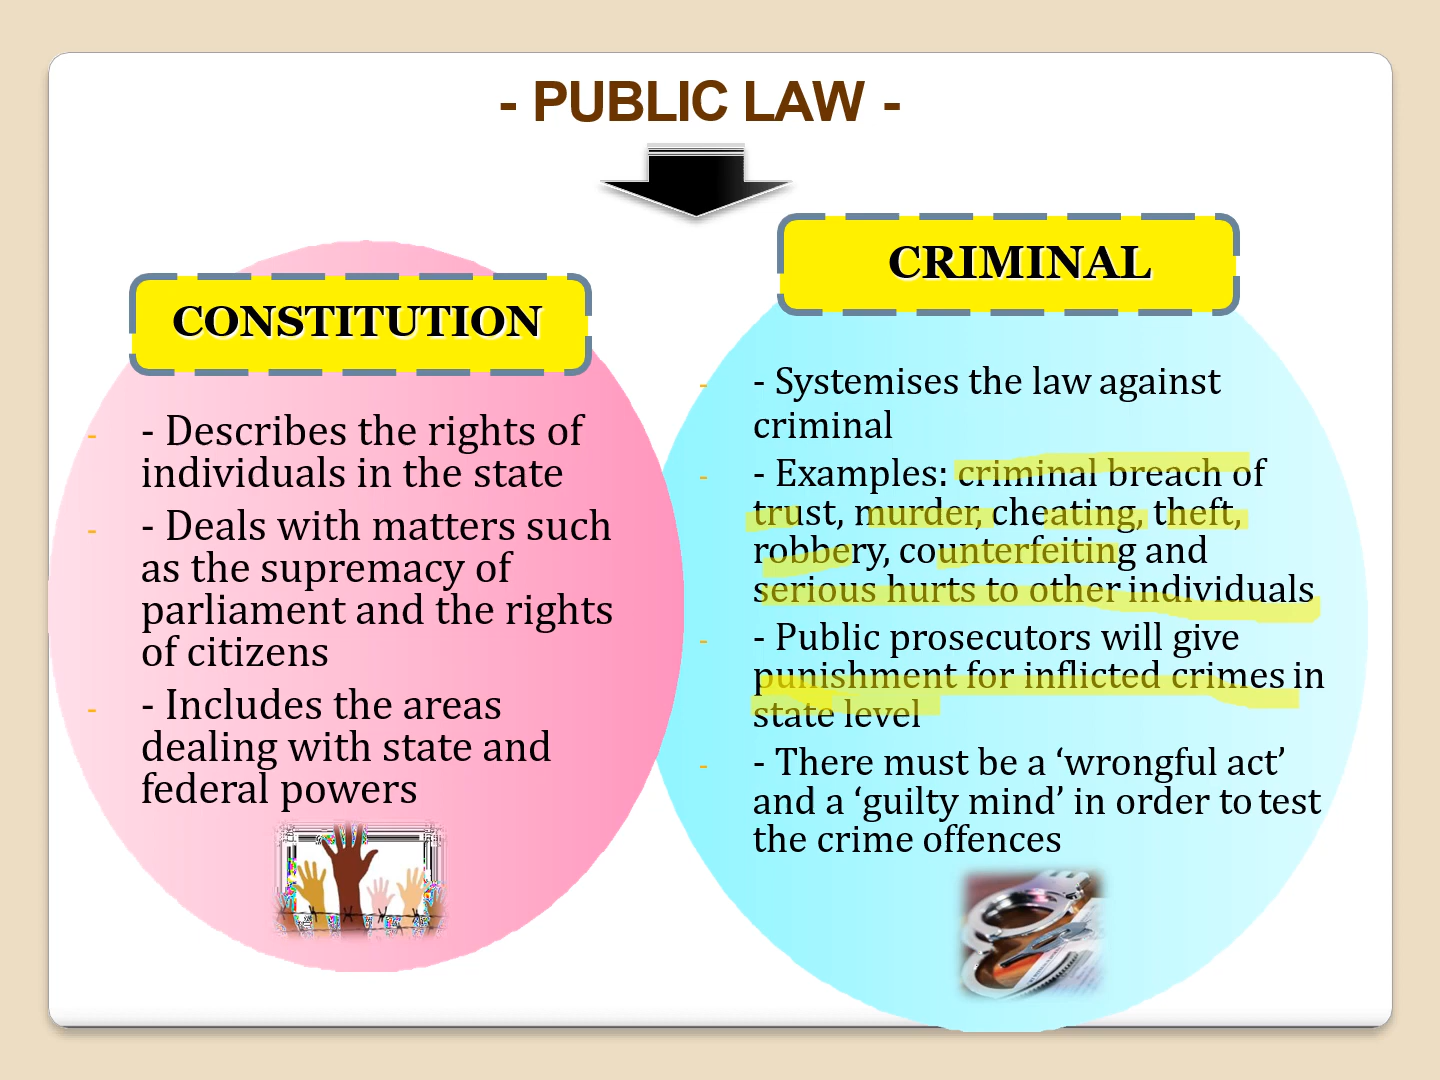 - PUBLIC LAW -
CONSTITUTION
- - Describes the rights of
individuals in the state
- - Deals with matters such
as the supremacy of
parliament and the rights
of citizens
- - Includes the areas
dealing with state and
federal powers
CRIMINAL
- - Systemises the law against
criminal
- - Examples: criminal breach of
trust, murder, cheating, theft,
robbery, counterfeiting and
serious hurts to other individuals
- - Public prosecutors will give
punishment for inflicted crimes in
state level
- - There must be a ‘wrongful act’
and a ‘guilty mind’ in order to test
the crime offences